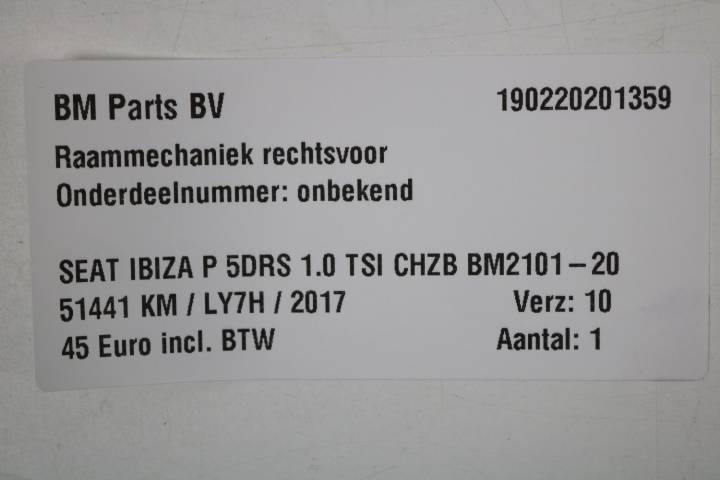 BM Parts BV 190220201359
Raammechaniek rechtsvoor
Onderdeelnummer: onbekend
SEAT IBIZA P 5DRS 1.0 TSI CHZB BM2101-20
51441 KM / LY7H / 2017 Verz: 10
45 Euro incl. BTW Aantal: 1